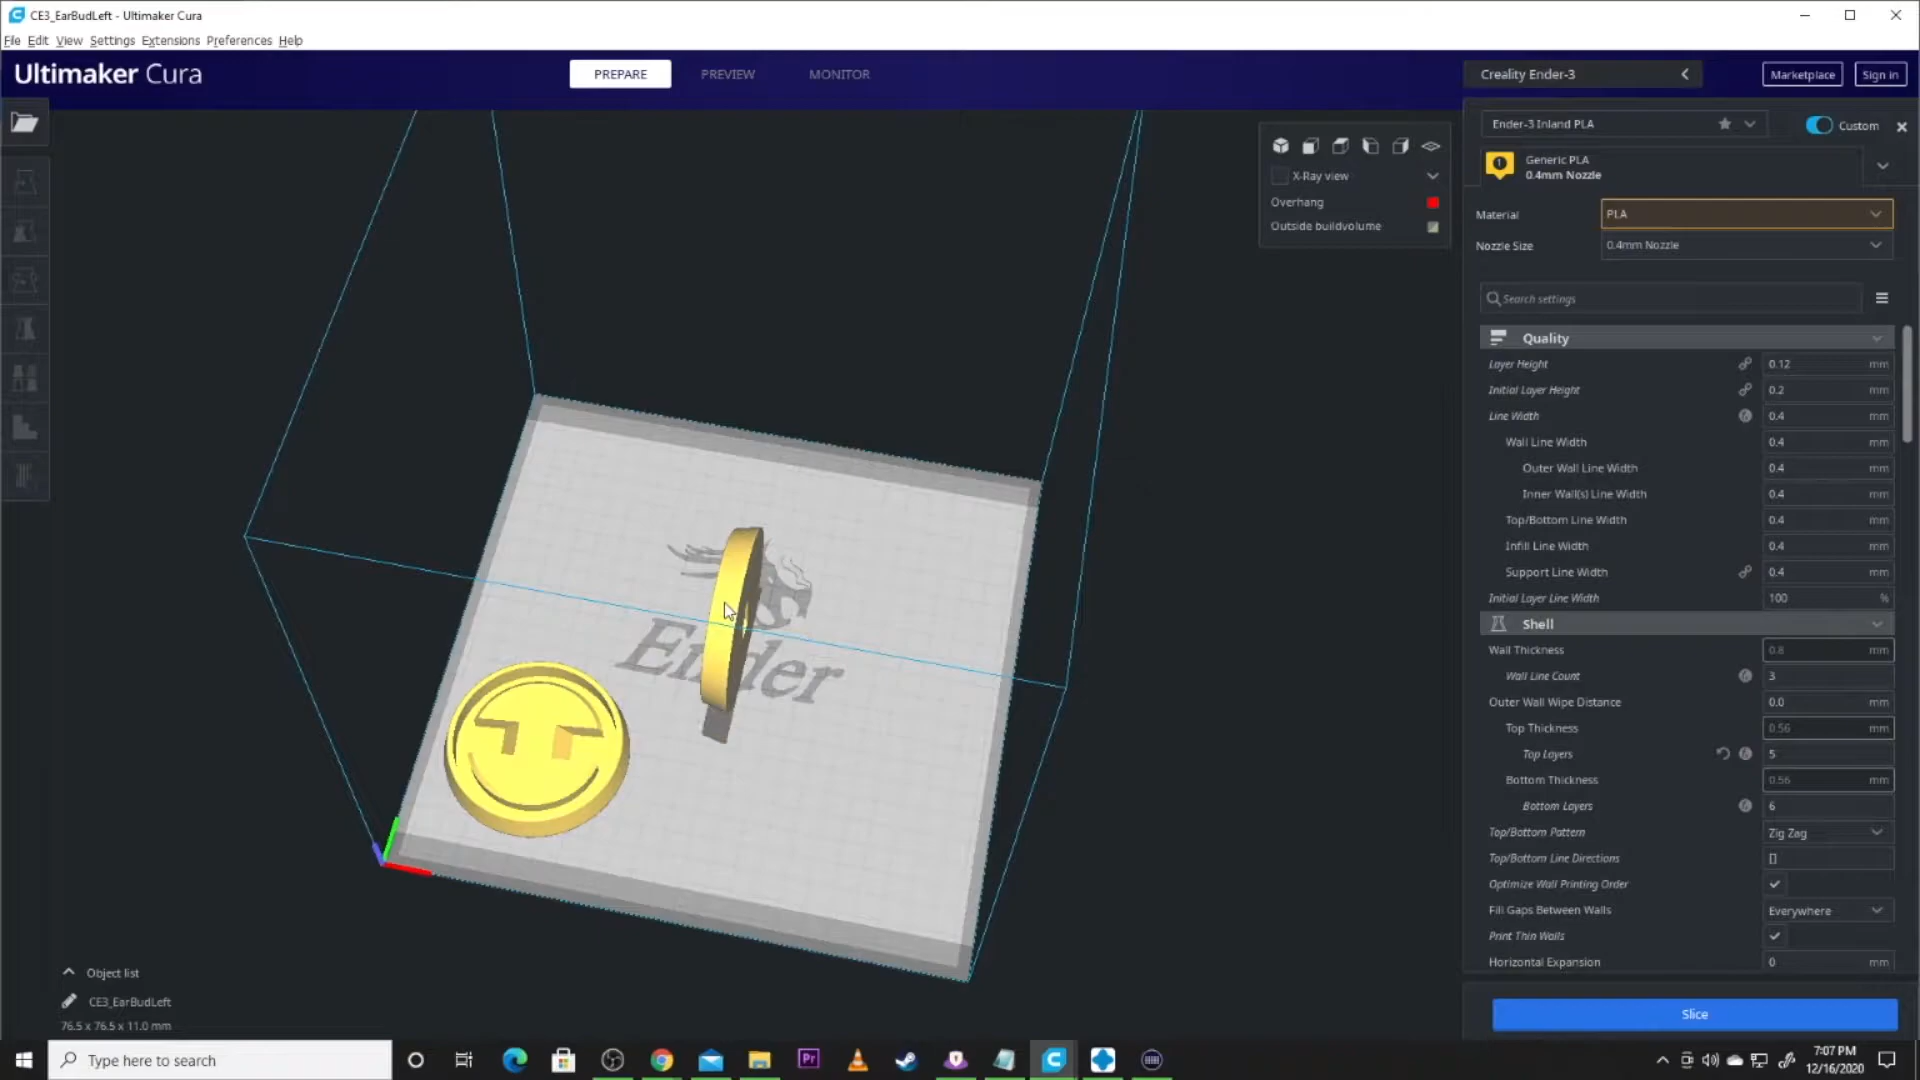 CE3_EarBudLeft - Ultimaker Cura
File Edit View Settings Extensions Preferences Help
Ultimaker Cura
PREPARE
PREVIEW
MONITOR
Creality Ender-3
Marketplace
Sign in
Ender-3 Inland PLA
Custom
1
Generic PLA
0.4mm Nozzle
X-Ray view
Overhang
Outside buildvolume
Material PLA
Nozzle Size 0.4mm Nozzle
Search settings
Quality
Layer Height 0.12 mm
Initial Layer Height 0.2 mm
Line Width 0.4 mm
Wall Line Width 0.4 mm
Outer Wall Line Width 0.4 mm
Inner Wall(s) Line Width 0.4 mm
Top/Bottom Line Width 0.4 mm
Infill Line Width 0.4 mm
Support Line Width 0.4 mm
Initial Layer Line Width 100 %
Shell
Wall Thickness 0.8 mm
Wall Line Count 3
Outer Wall Wipe Distance 0.0 mm
Top Thickness 0.56 mm
Top Layers 5
Bottom Thickness 0.56 mm
Bottom Layers 6
Top/Bottom Pattern Zig Zag
Top/Bottom Line Directions []
Optimize Wall Printing Order
Fill Gaps Between Walls Everywhere
Print Thin Walls
Horizontal Expansion 0 mm
Slice
Ender
Object list
CE3_EarBudLeft
76.5 x 76.5 x 11.0 mm
Type here to search
Pr
7:07 PM
12/16/2020